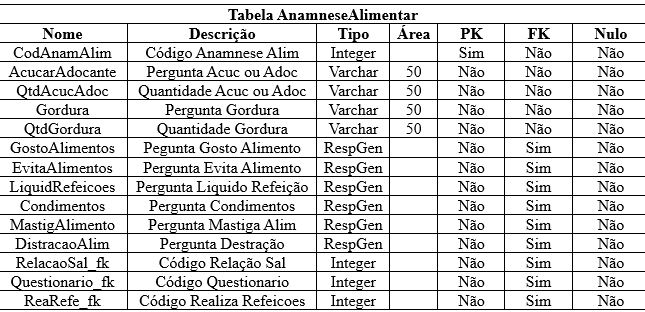 Tabela AnamneseAlimentar
Nome Descrição Tipo Área PK FK Nulo
CodAnamAlim Código Anamnese Alim Integer Sim Não Não
AcucarAdocante Pergunta Acuc ou Adoc Varchar 50 Não Não Não
QtdAcucAdoc Quantidade Acuc ou Adoc Varchar 50 Não Não Não
Gordura Pergunta Gordura Varchar 50 Não Não Não
QtdGordura Quantidade Gordura Varchar 50 Não Não Não
GostoAlimentos Pegunta Gosto Alimento RespGen Não Sim Não
EvitaAlimentos Pergunta Evita Alimento RespGen Não Sim Não
LiquidRefeicoes Pergunta Liquido Refeição RespGen Não Sim Não
Condimentos Pergunta Condimentos RespGen Não Sim Não
MastigAlimento Pergunta Mastiga Alim RespGen Não Sim Não
DistracaoAlim Pergunta Destração RespGen Não Sim Não
RelacaoSal_fk Código Relação Sal Integer Não Sim Não
Questionario_fk Código Questionario Integer Não Sim Não
ReaRefe_fk Código Realiza Refeicoes Integer Não Sim Não